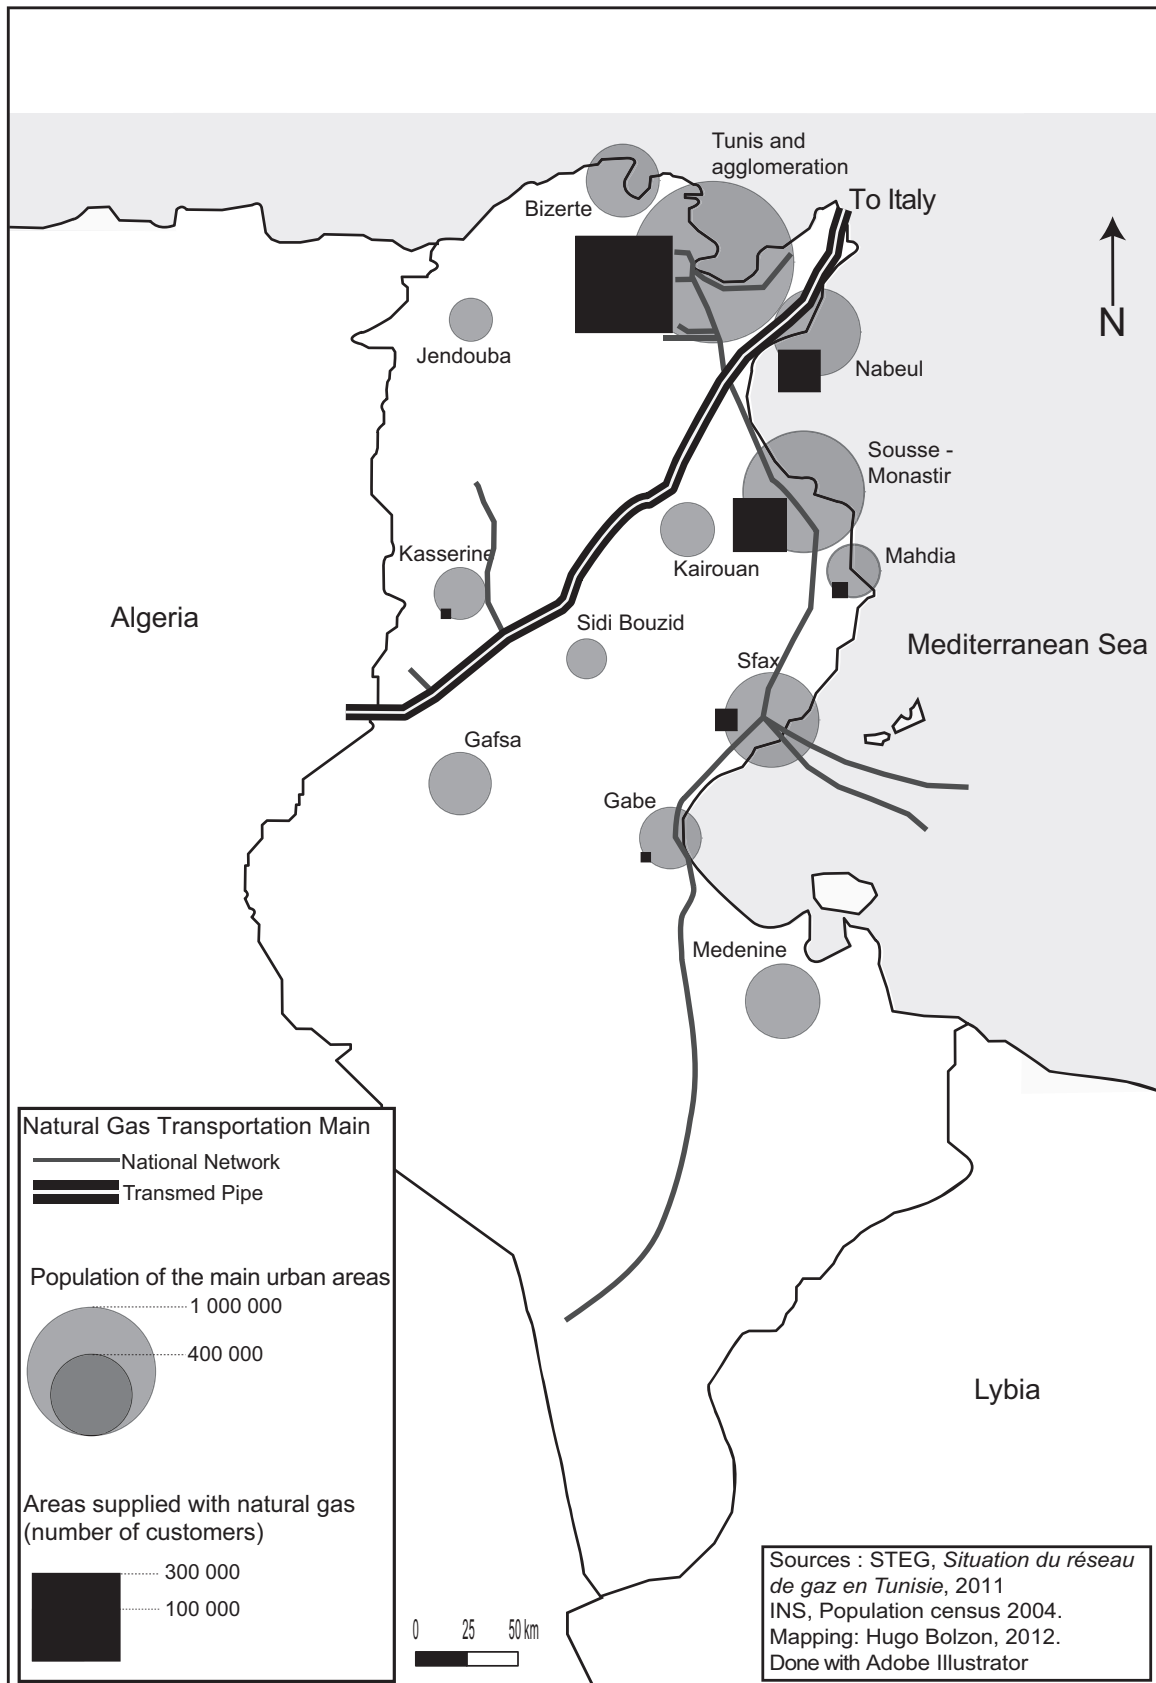 Tunis and
agglomeration
To Italy
Bizerte
N
Jendouba
Nabeul
Sousse -
Monastir
Kasserine
Kairouan
Mahdia
Algeria
Sidi Bouzid
Mediterranean Sea
Sfax
Gafsa
Gabe
Medenine
Natural Gas Transportation Main
National Network
Transmed Pipe
Population of the main urban areas
1 000 000
400 000
Lybia
Areas supplied with natural gas
(number of customers)
300 000
100 000
0 25 50 km
Sources : STEG, Situation du réseau
de gaz en Tunisie, 2011
INS, Population census 2004.
Mapping: Hugo Bolzon, 2012.
Done with Adobe Illustrator